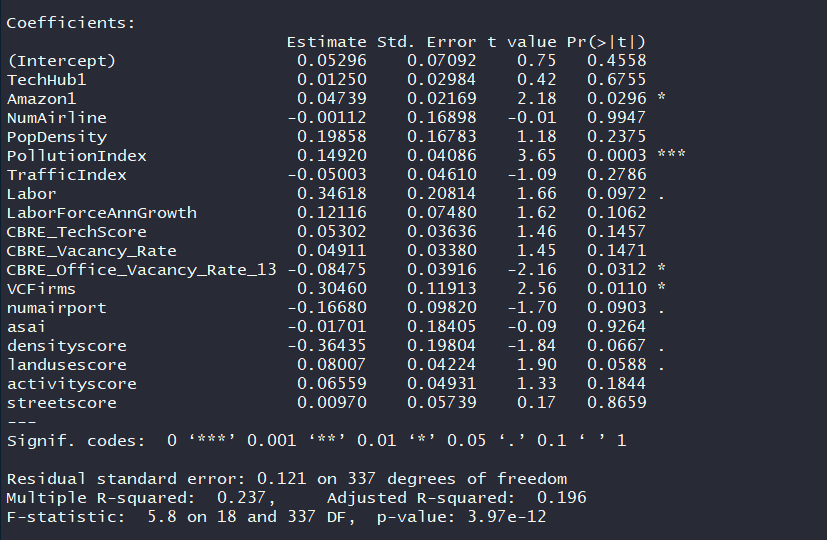 Coefficients:
                            Estimate Std. Error t value Pr(>|t|)
(Intercept)                  0.05296    0.07092    0.75   0.4558
TechHub1                     0.01250    0.02984    0.42   0.6755
Amazon1                      0.04739    0.02169    2.18   0.0296 *
NumAirline                  -0.00112    0.16898   -0.01   0.9947
PopDensity                   0.19858    0.16783    1.18   0.2375
PollutionIndex               0.14920    0.04086    3.65   0.0003 ***
TrafficIndex                -0.05003    0.04610   -1.09   0.2786
Labor                        0.34618    0.20814    1.66   0.0972 .
LaborForceAnnGrowth          0.12116    0.07480    1.62   0.1062
CBRE_TechScore               0.05302    0.03636    1.46   0.1457
CBRE_Vacancy_Rate            0.04911    0.03380    1.45   0.1471
CBRE_Office_Vacancy_Rate_13 -0.08475    0.03916   -2.16   0.0312 *
VCFirms                      0.30460    0.11913    2.56   0.0110 *
numairport                  -0.16680    0.09820   -1.70   0.0903 .
asai                        -0.01701    0.18405   -0.09   0.9264
densityscore                -0.36435    0.19804   -1.84   0.0667 .
landusescore                 0.08007    0.04224    1.90   0.0588 .
activityscore                0.06559    0.04931    1.33   0.1844
streetscore                  0.00970    0.05739    0.17   0.8659
---
Signif. codes:  0 ‘***’ 0.001 ‘**’ 0.01 ‘*’ 0.05 ‘.’ 0.1 ‘ ’ 1
Residual standard error: 0.121 on 337 degrees of freedom
Multiple R-squared:  0.237,	Adjusted R-squared:  0.196
F-statistic:  5.8 on 18 and 337 DF,  p-value: 3.97e-12